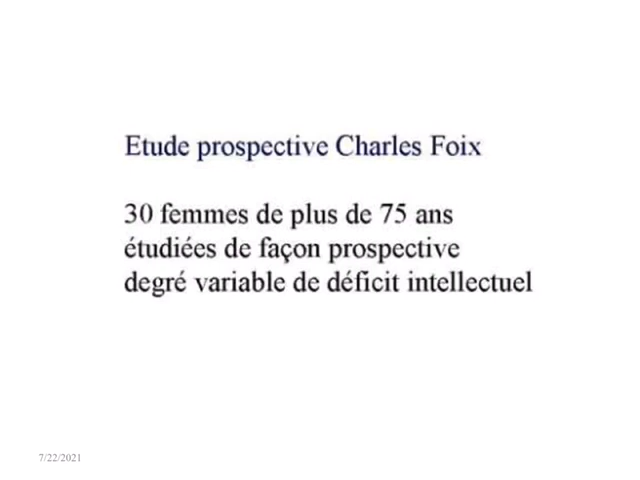 Etude prospective Charles Foix
30 femmes de plus de 75 ans
étudiées de façon prospective
degré variable de déficit intellectuel
7/22/2021